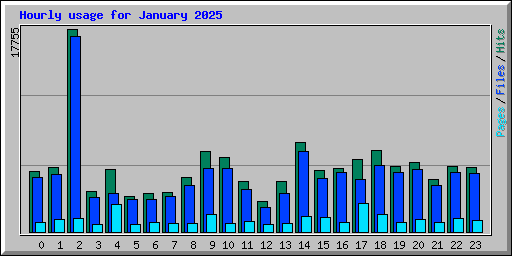 Hourly usage for January 2025
17755
Pages / Files / Hits
0 1 2 3 4 5 6 7 8 9 10 11 12 13 14 15 16 17 18 19 20 21 22 23